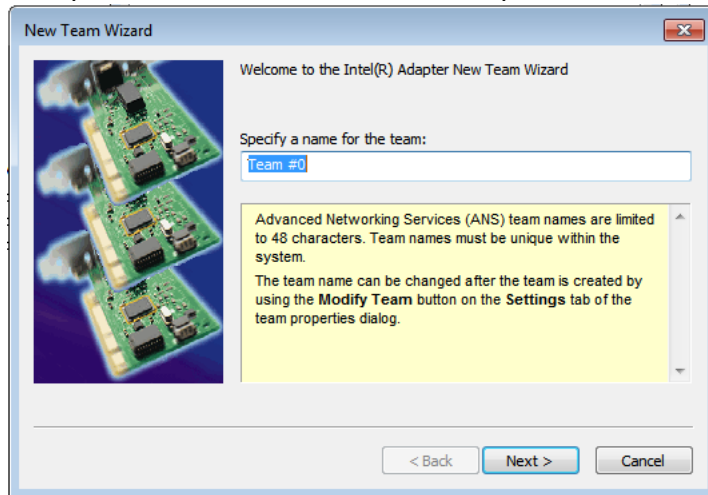 New Team Wizard
Welcome to the Intel(R) Adapter New Team Wizard
Specify a name for the team:
Team #0
Advanced Networking Services (ANS) team names are limited
to 48 characters. Team names must be unique within the
system.
The team name can be changed after the team is created by
using the Modify Team button on the Settings tab of the
team properties dialog.
< Back
Next >
Cancel